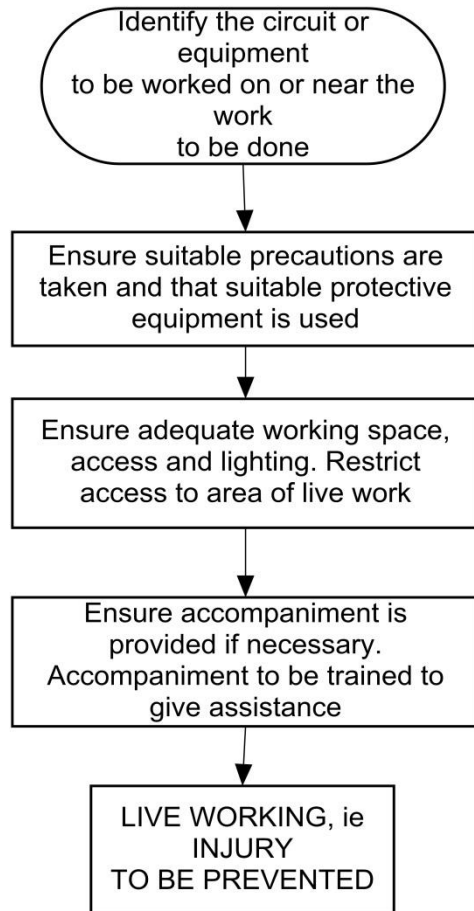 Identify the circuit or
equipment
to be worked on or near the
work
to be done
Ensure suitable precautions are
taken and that suitable protective
equipment is used
Ensure adequate working space,
access and lighting. Restrict
access to area of live work
Ensure accompaniment is
provided if necessary.
Accompaniment to be trained to
give assistance
LIVE WORKING, ie
INJURY
TO BE PREVENTED